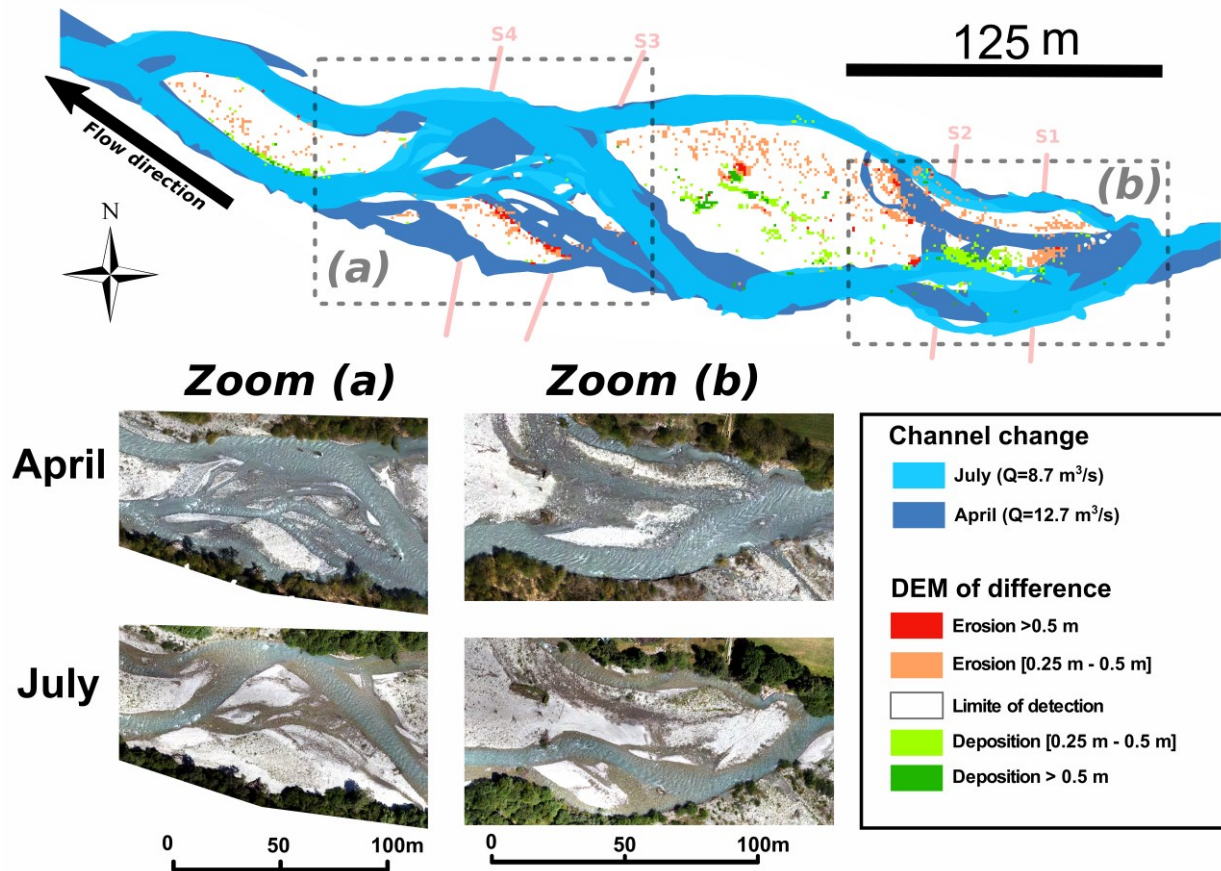 S4
S3
125 m
S2
S1
(b)
Flow direction
N
(a)
Zoom (a)
Zoom (b)
April
July
Channel change
July (Q=8.7 m³/s)
April (Q=12.7 m³/s)
DEM of difference
Erosion >0.5 m
Erosion [0.25 m - 0.5 m]
Limite of detection
Deposition [0.25 m - 0.5 m]
Deposition > 0.5 m
0 50 100m
0 50 100m